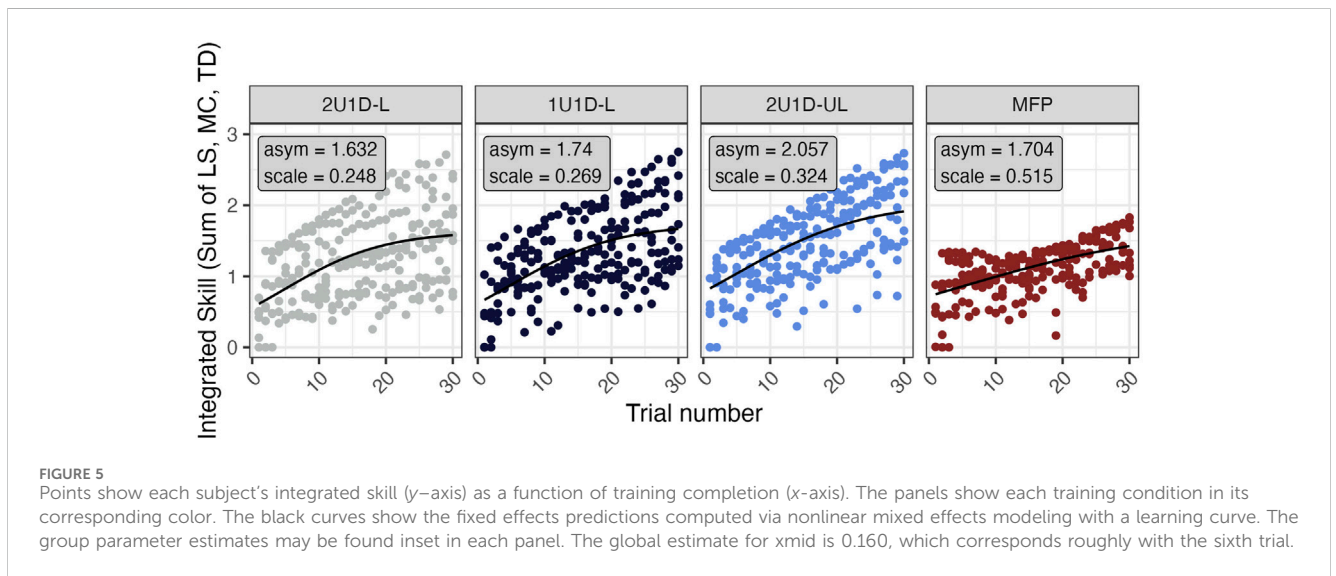 Integrated Skill (Sum of LS, MC, TD)
2U1D-L
1U1D-L
2U1D-UL
MFP
asym = 1.632
scale = 0.248
asym = 1.74
scale = 0.269
asym = 2.057
scale = 0.324
asym = 1.704
scale = 0.515
3
2
1
0
0 10 20 30
0 10 20 30
0 10 20 30
0 10 20 30
Trial number
FIGURE 5
Points show each subject's integrated skill (y–axis) as a function of training completion (x-axis). The panels show each training condition in its
corresponding color. The black curves show the fixed effects predictions computed via nonlinear mixed effects modeling with a learning curve. The
group parameter estimates may be found inset in each panel. The global estimate for xmid is 0.160, which corresponds roughly with the sixth trial.